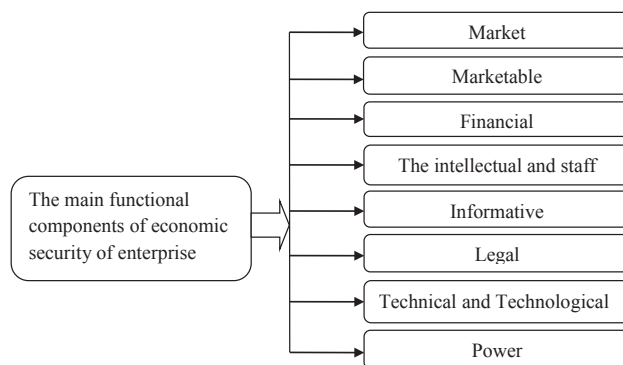 Market
Marketable
Financial
The intellectual and staff
The main functional
components of economic
security of enterprise
Informative
Legal
Technical and Technological
Power